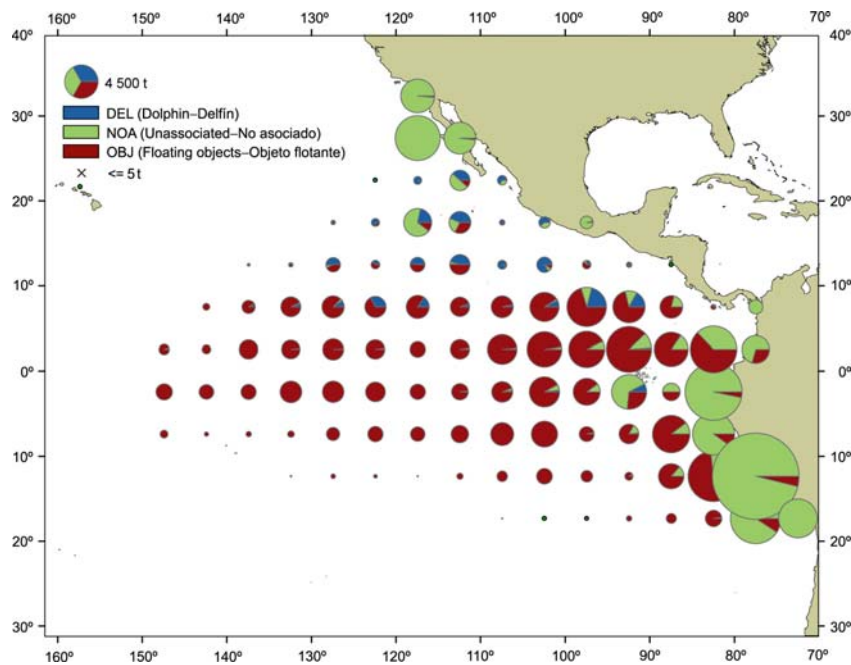 160º 150º 140º 130º 120º 110º 100º 90º 80º 70º
40º 40º
4 500 t
DEL (Dolphin–Delfín)
30º 30º
NOA (Unassociated–No asociado)
OBJ (Floating objects–Objeto flotante)
<= 5 t
20º 20º
10º 10º
0º 0º
10º 10º
20º 20º
30º 30º
160º 150º 140º 130º 120º 110º 100º 90º 80º 70º